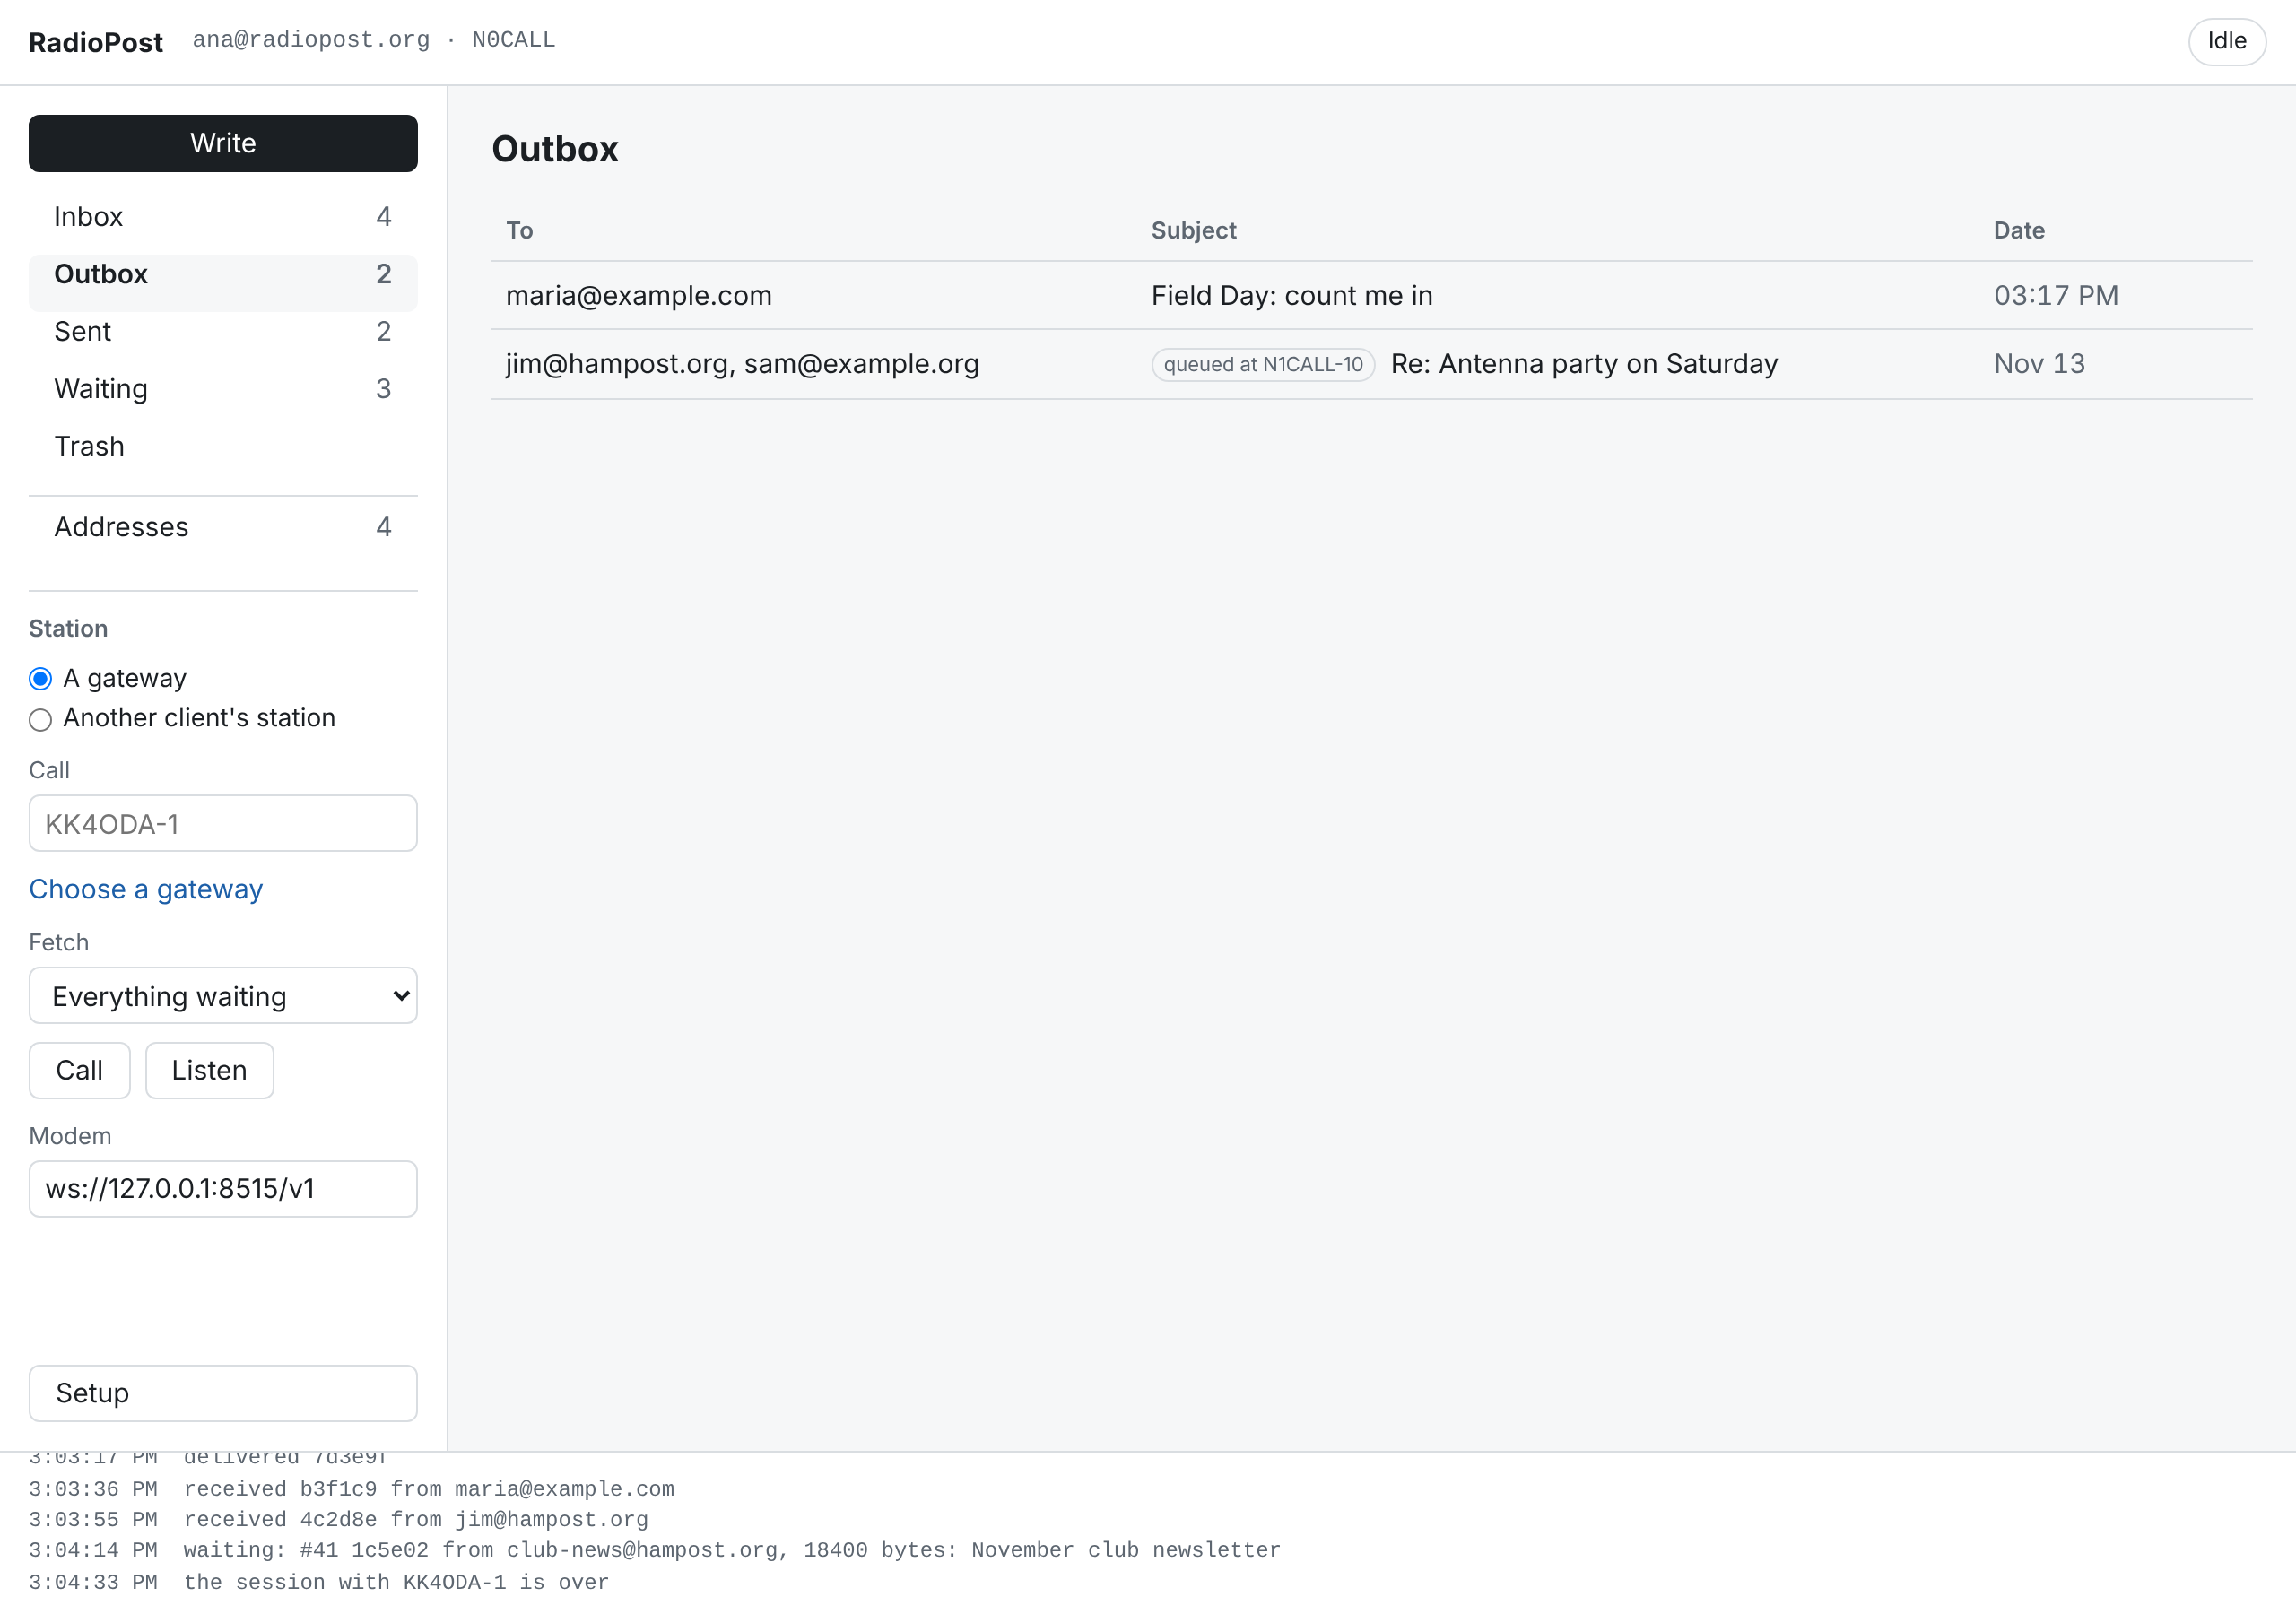 RadioPost ana@radiopost.org · N0CALL Idle
Write
Inbox 4
Outbox 2
Sent 2
Waiting 3
Trash
Addresses 4
Station
A gateway
Another client's station
Call
KK4ODA-1
Choose a gateway
Fetch
Everything waiting
Call Listen
Modem
ws://127.0.0.1:8515/v1
Setup
Outbox
To Subject Date
maria@example.com Field Day: count me in 03:17 PM
jim@hampost.org, sam@example.org queued at N1CALL-10 Re: Antenna party on Saturday Nov 13
3:03:17 PM delivered 7d3e9f
3:03:36 PM received b3f1c9 from maria@example.com
3:03:55 PM received 4c2d8e from jim@hampost.org
3:04:14 PM waiting: #41 1c5e02 from club-news@hampost.org, 18400 bytes: November club newsletter
3:04:33 PM the session with KK4ODA-1 is over